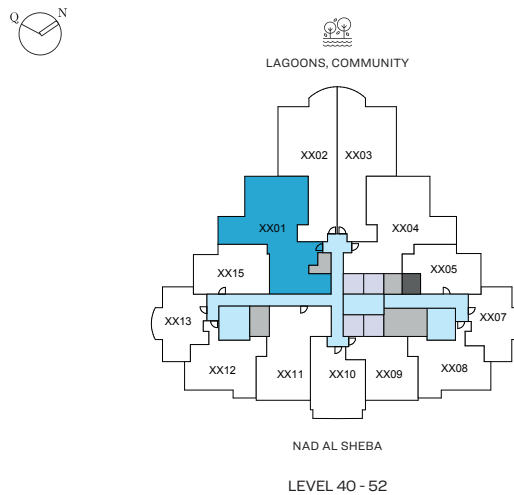 Q N
LAGOONS, COMMUNITY
XX02 XX03
XX01 XX04
XX15 XX05
XX13 XX07
XX12 XX11 XX10 XX09 XX08
NAD AL SHEBA
LEVEL 40 - 52